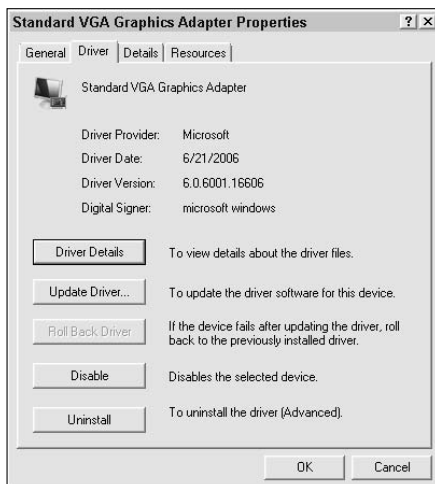 Standard VGA Graphics Adapter Properties ? x
General Driver Details Resources
Standard VGA Graphics Adapter
Driver Provider: Microsoft
Driver Date: 6/21/2006
Driver Version: 6.0.6001.16606
Digital Signer: microsoft windows
Driver Details To view details about the driver files.
Update Driver... To update the driver software for this device.
Roll Back Driver If the device fails after updating the driver, roll
back to the previously installed driver.
Disable Disables the selected device.
Uninstall To uninstall the driver (Advanced).
OK Cancel